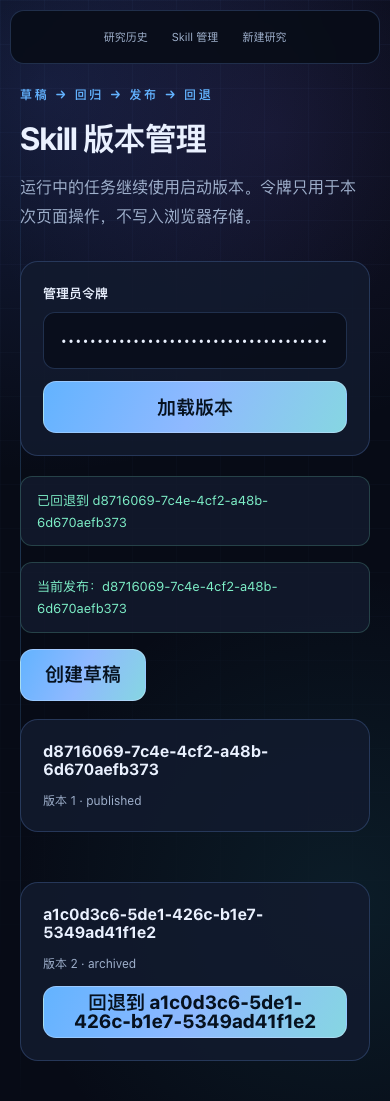 研究历史 Skill 管理 新建研究
草稿 → 回归 → 发布 → 回退
Skill 版本管理
运行中的任务继续使用启动版本。令牌只用于本
次页面操作，不写入浏览器存储。
管理员令牌
加载版本
已回退到 d8716069-7c4e-4cf2-a48b-
6d670aefb373
当前发布：d8716069-7c4e-4cf2-a48b-
6d670aefb373
创建草稿
d8716069-7c4e-4cf2-a48b-
6d670aefb373
版本 1 · published
a1c0d3c6-5de1-426c-b1e7-
5349ad41f1e2
版本 2 · archived
回退到 a1c0d3c6-5de1-
426c-b1e7-5349ad41f1e2